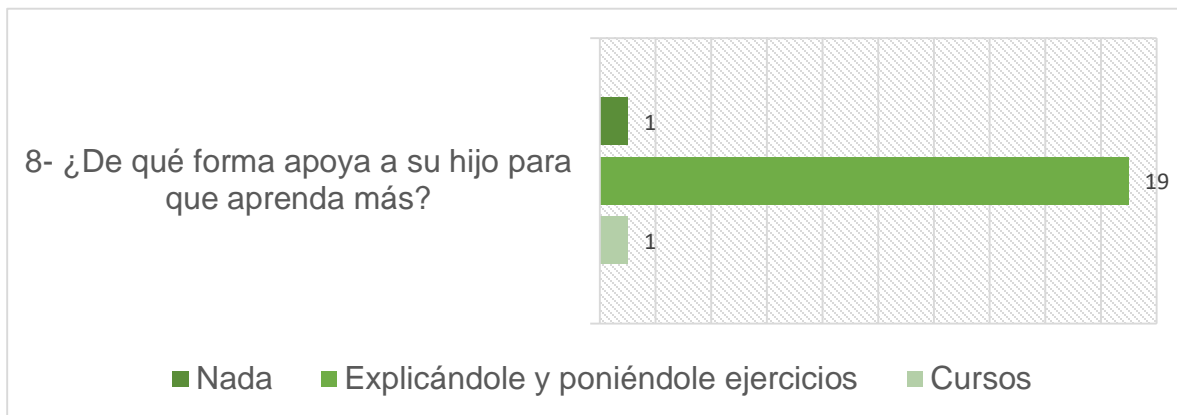 1
8- ¿De qué forma apoya a su hijo para
que aprenda más?
19
1
Nada Explicándole y poniéndole ejercicios Cursos